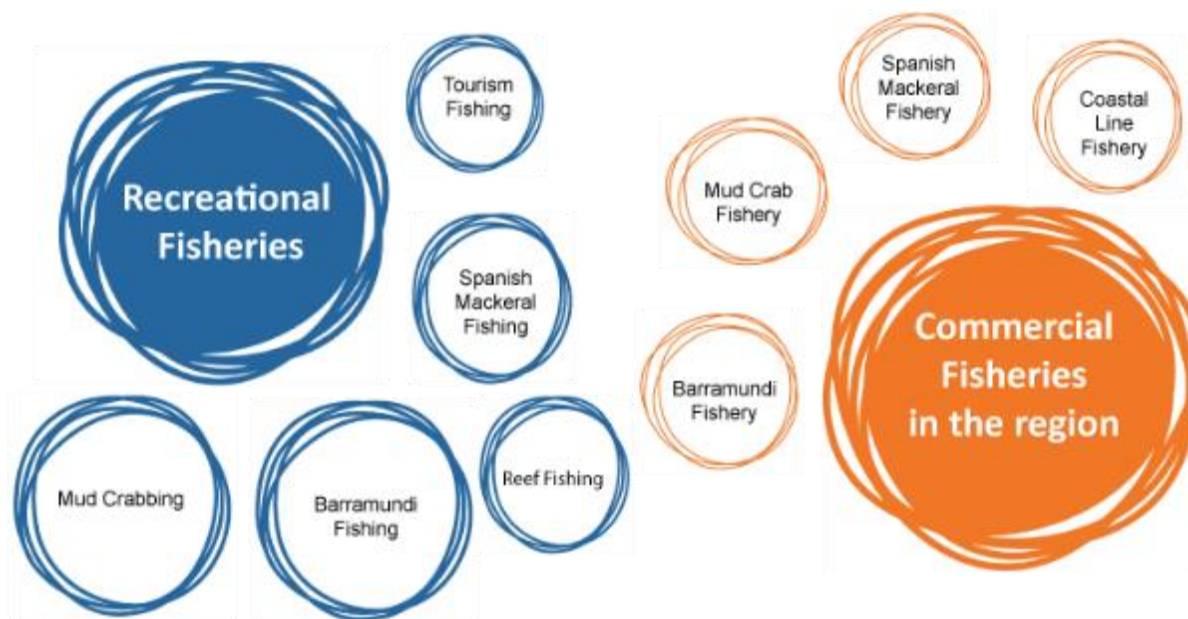 Recreational
Fisheries
Tourism
Fishing
Spanish
Mackeral
Fishing
Mud Crabbing
Barramundi
Fishing
Reef Fishing
Spanish
Mackeral
Fishery
Coastal
Line
Fishery
Mud Crab
Fishery
Barramundi
Fishery
Commercial
Fisheries
in the region